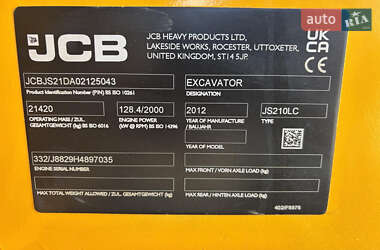 auto RIA
JCB
JCB HEAVY PRODUCTS LTD,
LAKESIDE WORKS, ROCESTER, UTTOXETER,
UNITED KINGDOM, ST14 5JP.
UK
CA
CE
JCBJS21DA02125043
Product Identification Number (PIN) BS ISO 10261
EXCAVATOR
DESIGNATION
21420
OPERATING MASS / ZUL.
GESAMTGEWICHT (kg) BS ISO 6016
128.4/2000
ENGINE POWER
(kW @ RPM) BS ISO 14396
2012
YEAR OF MANUFACTURE
/ BAUJAHR
JS210LC
TYPE
YEAR OF MODEL
332/J8829H4897035
ENGINE SERIAL NUMBER
MAX FRONT / VORN AXLE LOAD (kg)
MAX TOTAL WEIGHT ALLOWED / ZUL. GESAMTGEWICHT (kg)
MAX REAR / HINTEN AXLE LOAD (kg)